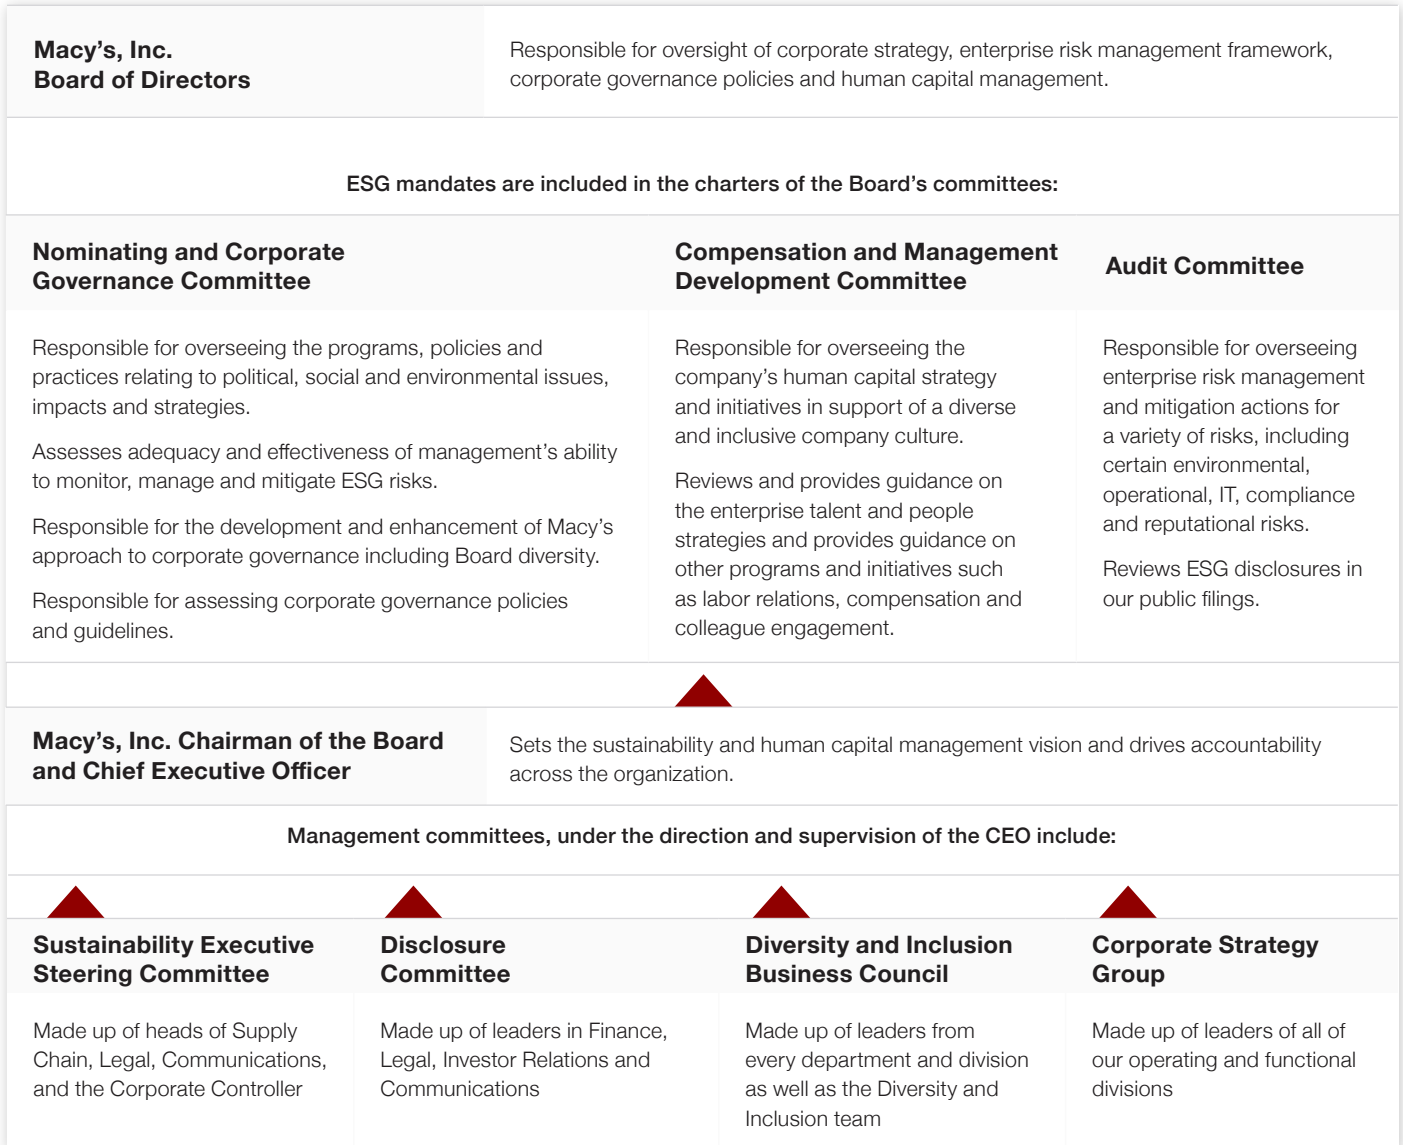 Macy’s, Inc.
Board of Directors
Responsible for oversight of corporate strategy, enterprise risk management framework,
corporate governance policies and human capital management.
ESG mandates are included in the charters of the Board’s committees:
Nominating and Corporate
Governance Committee
Responsible for overseeing the programs, policies and
practices relating to political, social and environmental issues,
impacts and strategies.
Assesses adequacy and effectiveness of management’s ability
to monitor, manage and mitigate ESG risks.
Responsible for the development and enhancement of Macy’s
approach to corporate governance including Board diversity.
Responsible for assessing corporate governance policies
and guidelines.
Compensation and Management
Development Committee
Responsible for overseeing the
company’s human capital strategy
and initiatives in support of a diverse
and inclusive company culture.
Reviews and provides guidance on
the enterprise talent and people
strategies and provides guidance on
other programs and initiatives such
as labor relations, compensation and
colleague engagement.
Audit Committee
Responsible for overseeing
enterprise risk management
and mitigation actions for
a variety of risks, including
certain environmental,
operational, IT, compliance
and reputational risks.
Reviews ESG disclosures in
our public filings.
Macy’s, Inc. Chairman of the Board
and Chief Executive Officer
Sets the sustainability and human capital management vision and drives accountability
across the organization.
Management committees, under the direction and supervision of the CEO include:
Sustainability Executive
Steering Committee
Made up of heads of Supply
Chain, Legal, Communications,
and the Corporate Controller
Disclosure
Committee
Made up of leaders in Finance,
Legal, Investor Relations and
Communications
Diversity and Inclusion
Business Council
Made up of leaders from
every department and division
as well as the Diversity and
Inclusion team
Corporate Strategy
Group
Made up of leaders of all of
our operating and functional
divisions